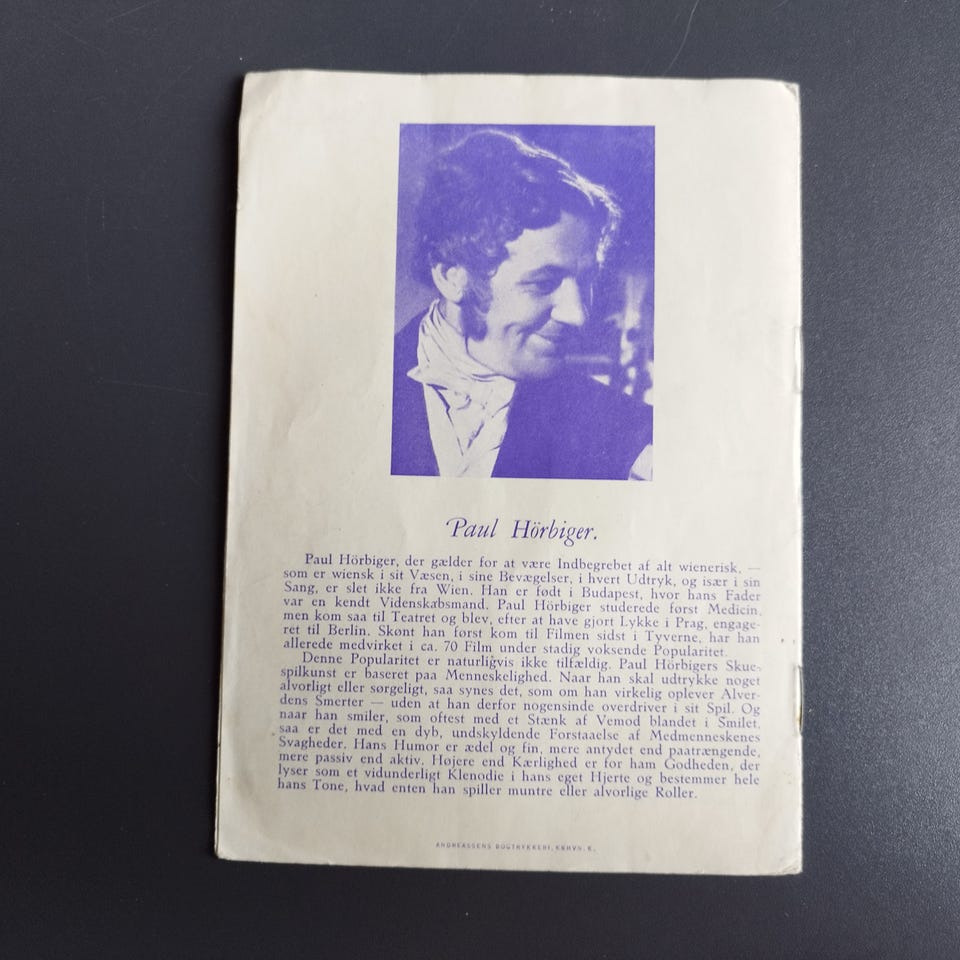 Paul Hörbiger.
Paul Hörbiger, der gælder for at være Indbegrebet af alt wienerisk, —
som er wiensk i sit Væsen, i sine Bevægelser, i hvert Udtryk, og især i sin
Sang, er slet ikke fra Wien. Han er født i Budapest, hvor hans Fader
var en kendt Videnskabsmand. Paul Hörbiger studerede først Medicin,
men kom saa til Teatret og blev, efter at have gjort Lykke i Prag, engage-
ret til Berlin. Skønt han først kom til Filmen sidst i Tyverne, har han
allerede medvirket i ca. 70 Film under stadig voksende Popularitet.
Denne Popularitet er naturligvis ikke tilfældig. Paul Hörbigers Skue-
spilkunst er baseret paa Menneskelighed. Naar han skal udtrykke noget
alvorligt eller sørgeligt, saa synes det, som om han virkelig oplever Alver-
dens Smerter — uden at han derfor nogensinde overdriver i sit Spil. Og
naar han smiler, som oftest med et Stænk af Vemod blandet i Smilet,
saa er det med en dyb, undskyldende Forstaaelse af Medmenneskenes
Svagheder. Hans Humor er ædel og fin, mere antydet end paatrængende,
mere passiv end aktiv. Højere end Kærlighed er for ham Godheden, der
lyser som et vidunderligt Klenodie i hans eget Hjerte og bestemmer hele
hans Tone, hvad enten han spiller muntre eller alvorlige Roller.
ANDREASSENS BOGTRYKKERI, KBHVN. K.